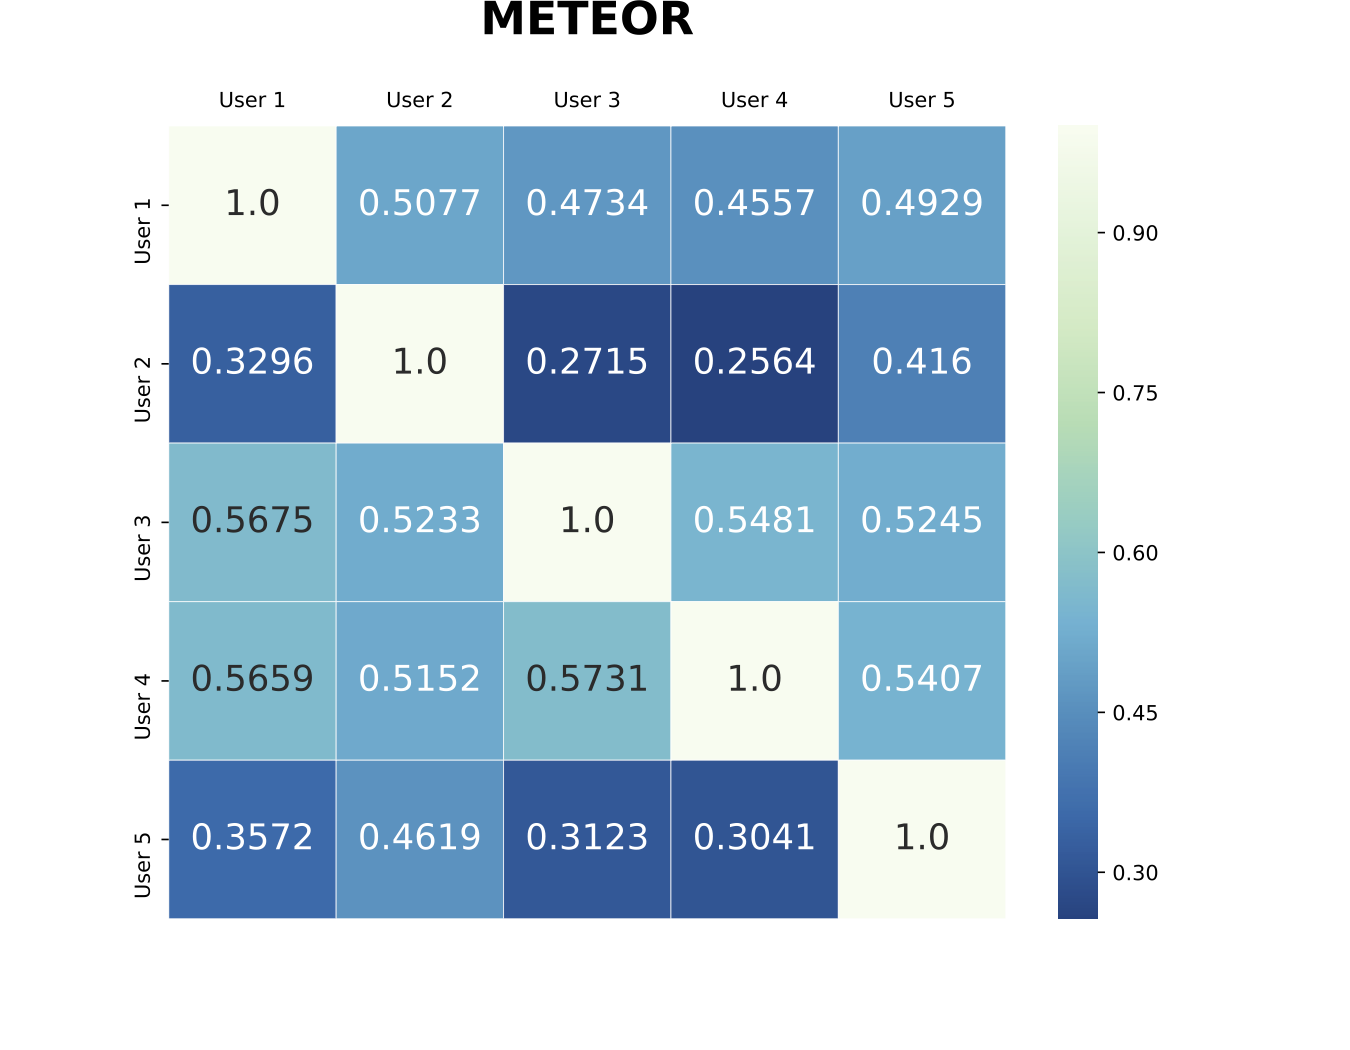 METEOR
User 1 User 2 User 3 User 4 User 5
User 1 1.0 0.5077 0.4734 0.4557 0.4929
0.90
User 2 0.3296 1.0 0.2715 0.2564 0.416
0.75
User 3 0.5675 0.5233 1.0 0.5481 0.5245
0.60
User 4 0.5659 0.5152 0.5731 1.0 0.5407
0.45
User 5 0.3572 0.4619 0.3123 0.3041 1.0
0.30